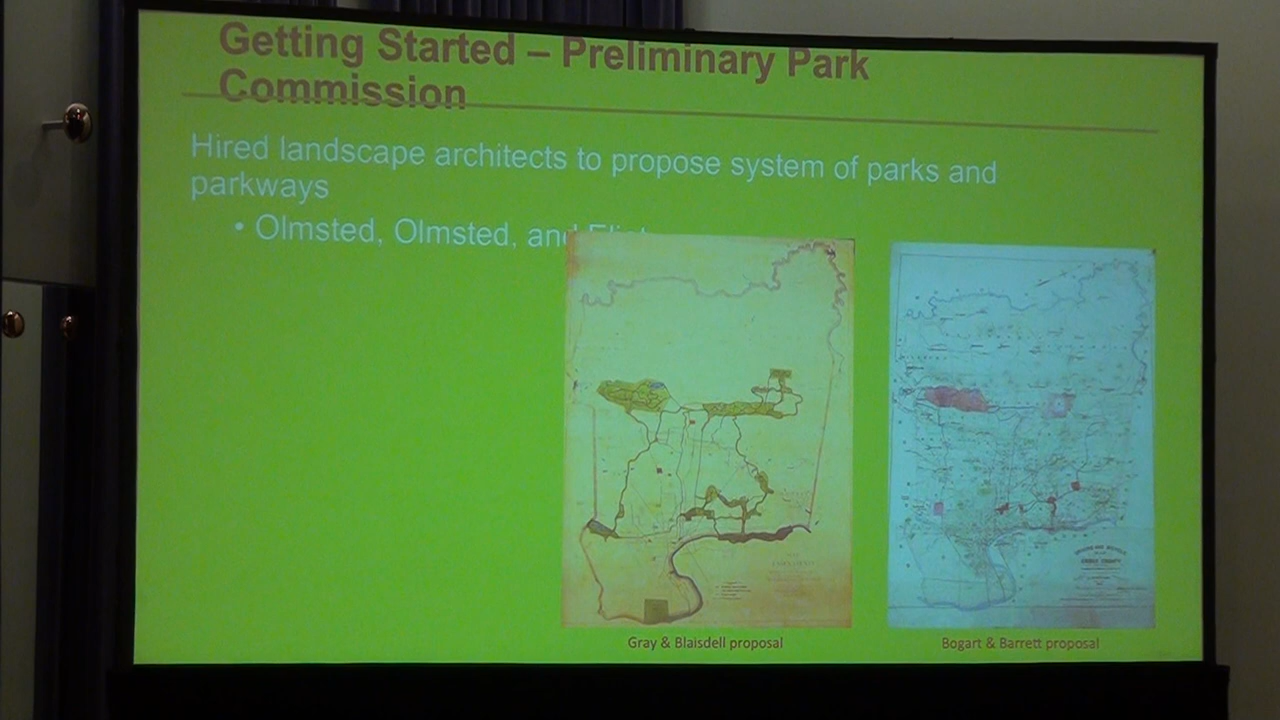 Getting Started – Preliminary Park
Commission
Hired landscape architects to propose system of parks and
parkways
• Olmsted, Olmsted, and Eliot
Gray & Blaisdell proposal
Bogart & Barrett proposal